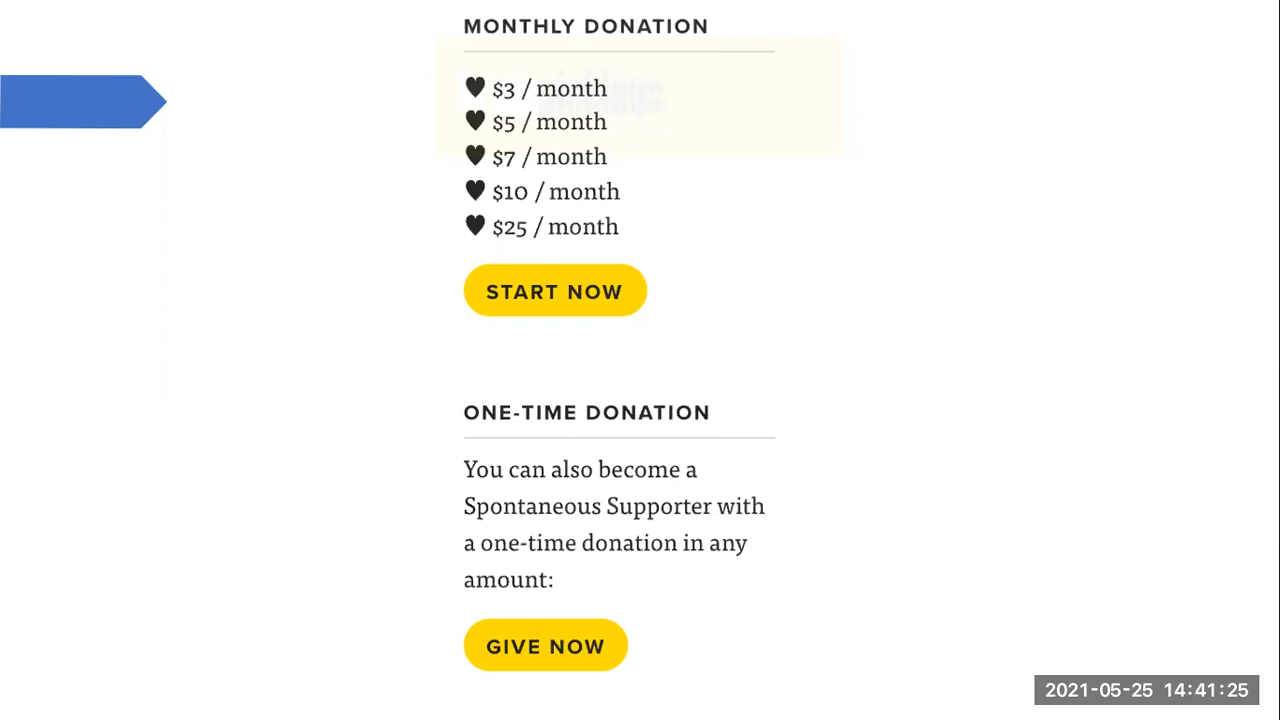 MONTHLY DONATION
♥ $3 / month
♥ $5 / month
♥ $7 / month
♥ $10 / month
♥ $25 / month
START NOW
ONE-TIME DONATION
You can also become a
Spontaneous Supporter with
a one-time donation in any
amount:
GIVE NOW
2021-05-25 14:41:25